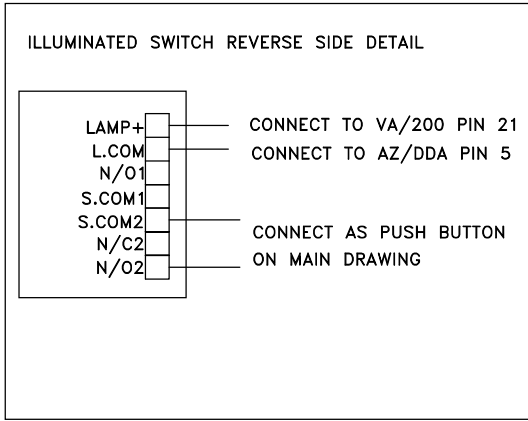 ILLUMINATED SWITCH REVERSE SIDE DETAIL
LAMP+
CONNECT TO VA/200 PIN 21
L.COM
CONNECT TO AZ/DDA PIN 5
N/O1
S.COM1
S.COM2
N/C2
N/O2
CONNECT AS PUSH BUTTON
ON MAIN DRAWING